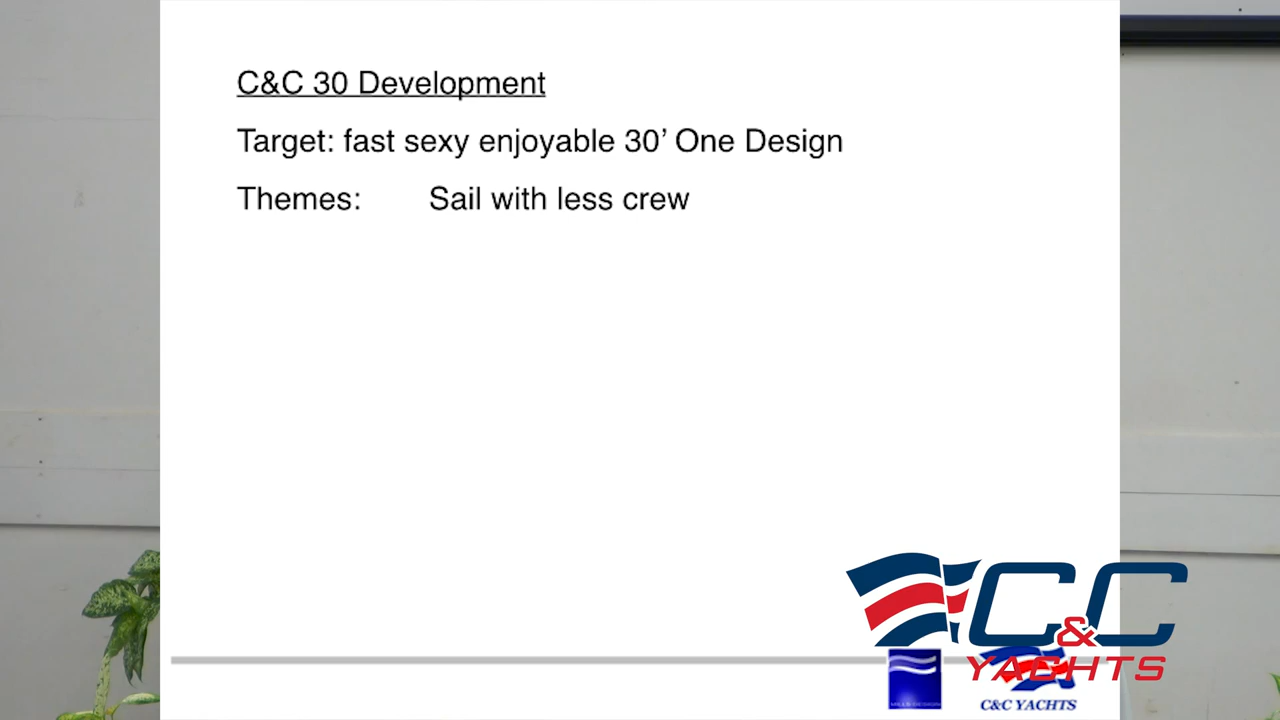 C&C 30 Development
Target: fast sexy enjoyable 30’ One Design
Themes: Sail with less crew
C&C
YACHTS
C&C YACHTS